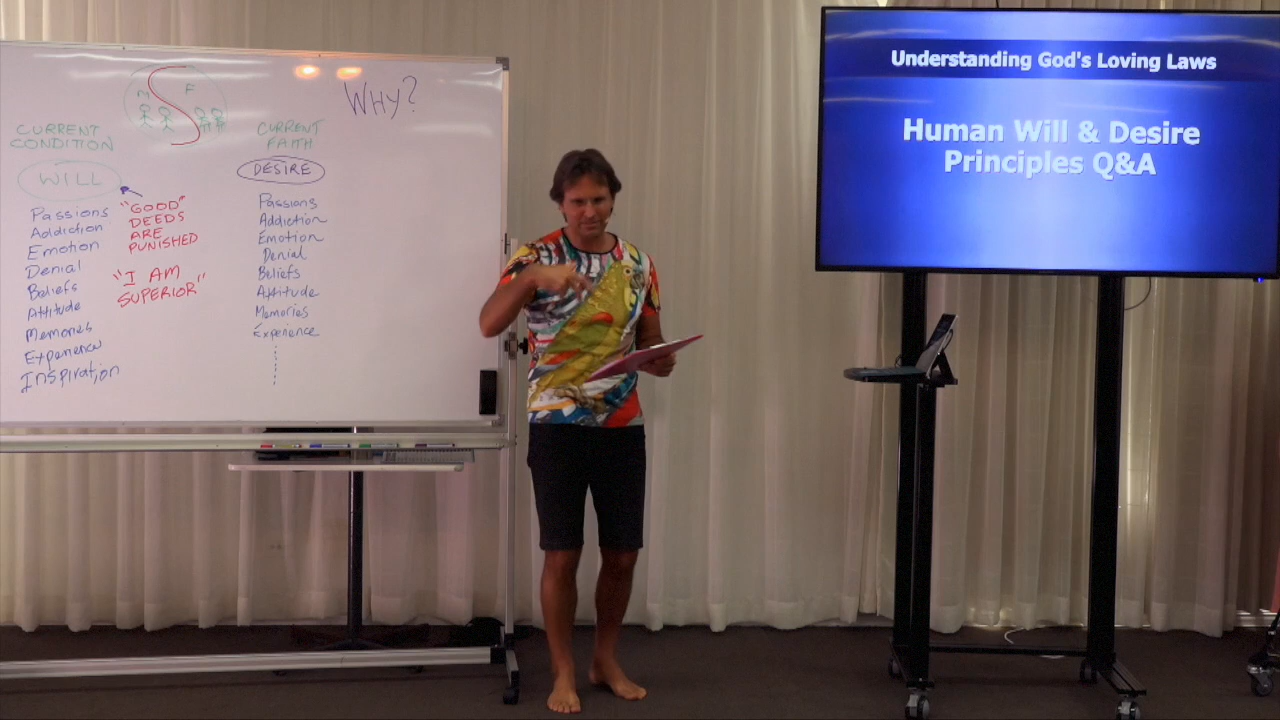 M
F
WHY?
CURRENT
CONDITION
WILL
Passions
Addiction
Emotion
Denial
Beliefs
Attitude
Memories
Experience
Inspiration
"GOOD"
DEEDS
ARE
PUNISHED
"I AM
SUPERIOR"
CURRENT
FAITH
DESIRE
Passions
Addiction
Emotion
Denial
Beliefs
Attitude
Memories
Experience
Understanding God's Loving Laws
Human Will & Desire
Principles Q&A